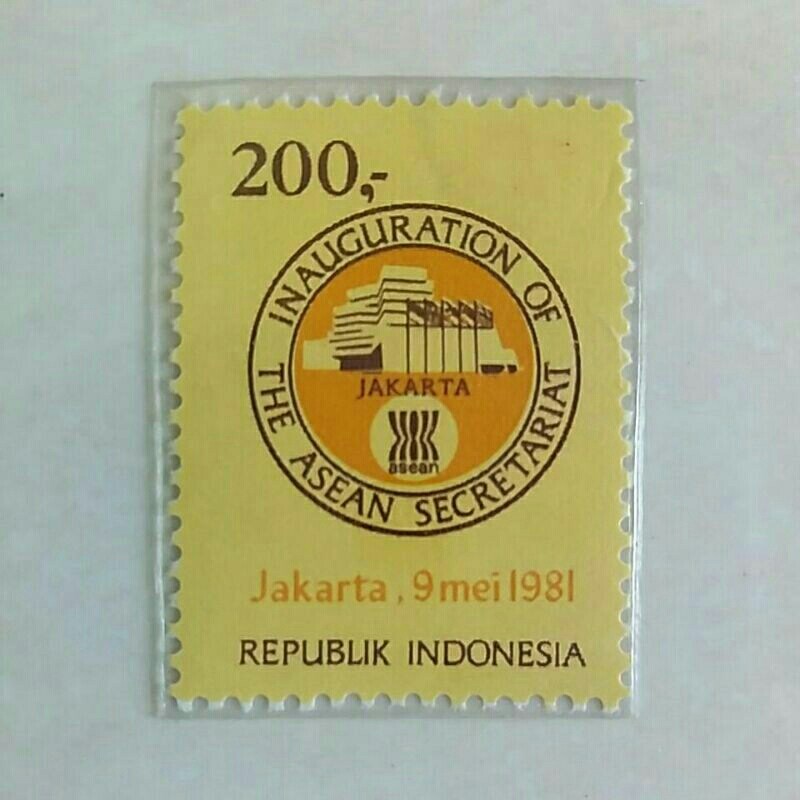 200,-
INAUGURATION OF
THE ASEAN SECRETARIAT
JAKARTA
asean
Jakarta, 9 mei 1981
REPUBLIK INDONESIA